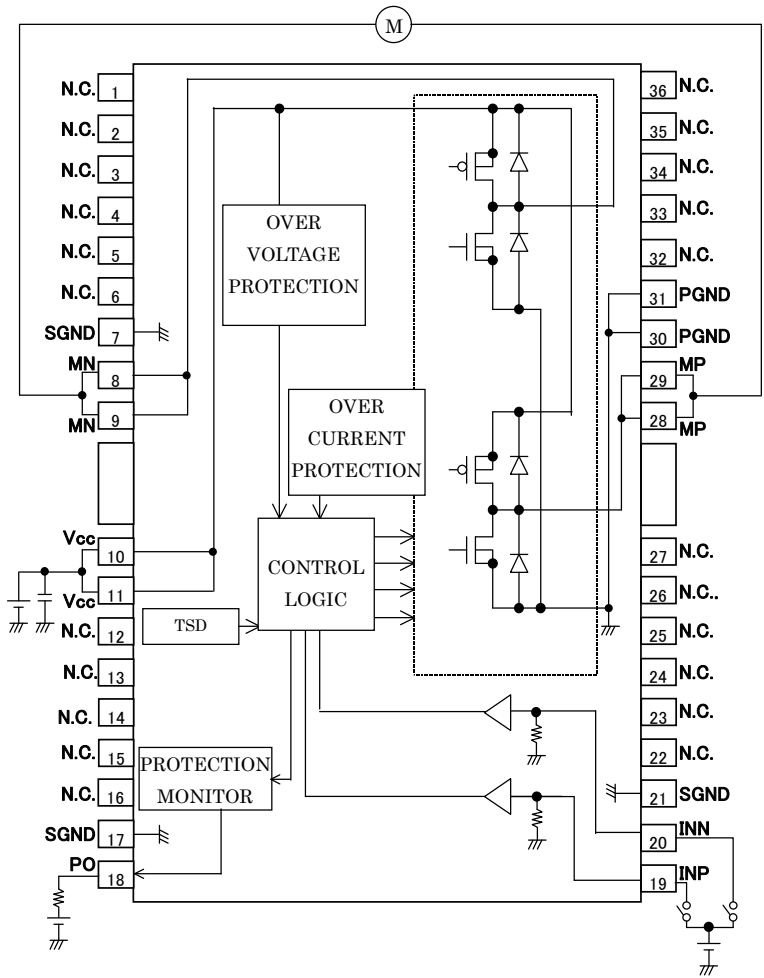 M
N.C. 1
N.C. 2
N.C. 3
N.C. 4
N.C. 5
N.C. 6
SGND 7
MN
8
9
MN
Vcc
10
11
Vcc
N.C. 12
N.C. 13
N.C. 14
N.C. 15
N.C. 16
SGND 17
PO
18
OVER
VOLTAGE
PROTECTION
OVER
CURRENT
PROTECTION
CONTROL
LOGIC
TSD
PROTECTION
MONITOR
36 N.C.
35 N.C.
34 N.C.
33 N.C.
32 N.C.
31 PGND
30 PGND
MP
29
28
MP
27 N.C.
26 N.C..
25 N.C.
24 N.C.
23 N.C.
22 N.C.
21 SGND
INN
20
INP
19